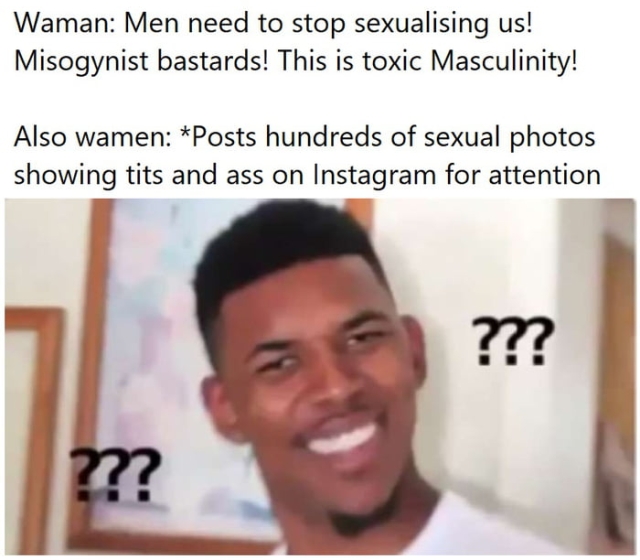 Waman: Men need to stop sexualising us!
Misogynist bastards! This is toxic Masculinity!
Also wamen: *Posts hundreds of sexual photos
showing tits and ass on Instagram for attention
???
???